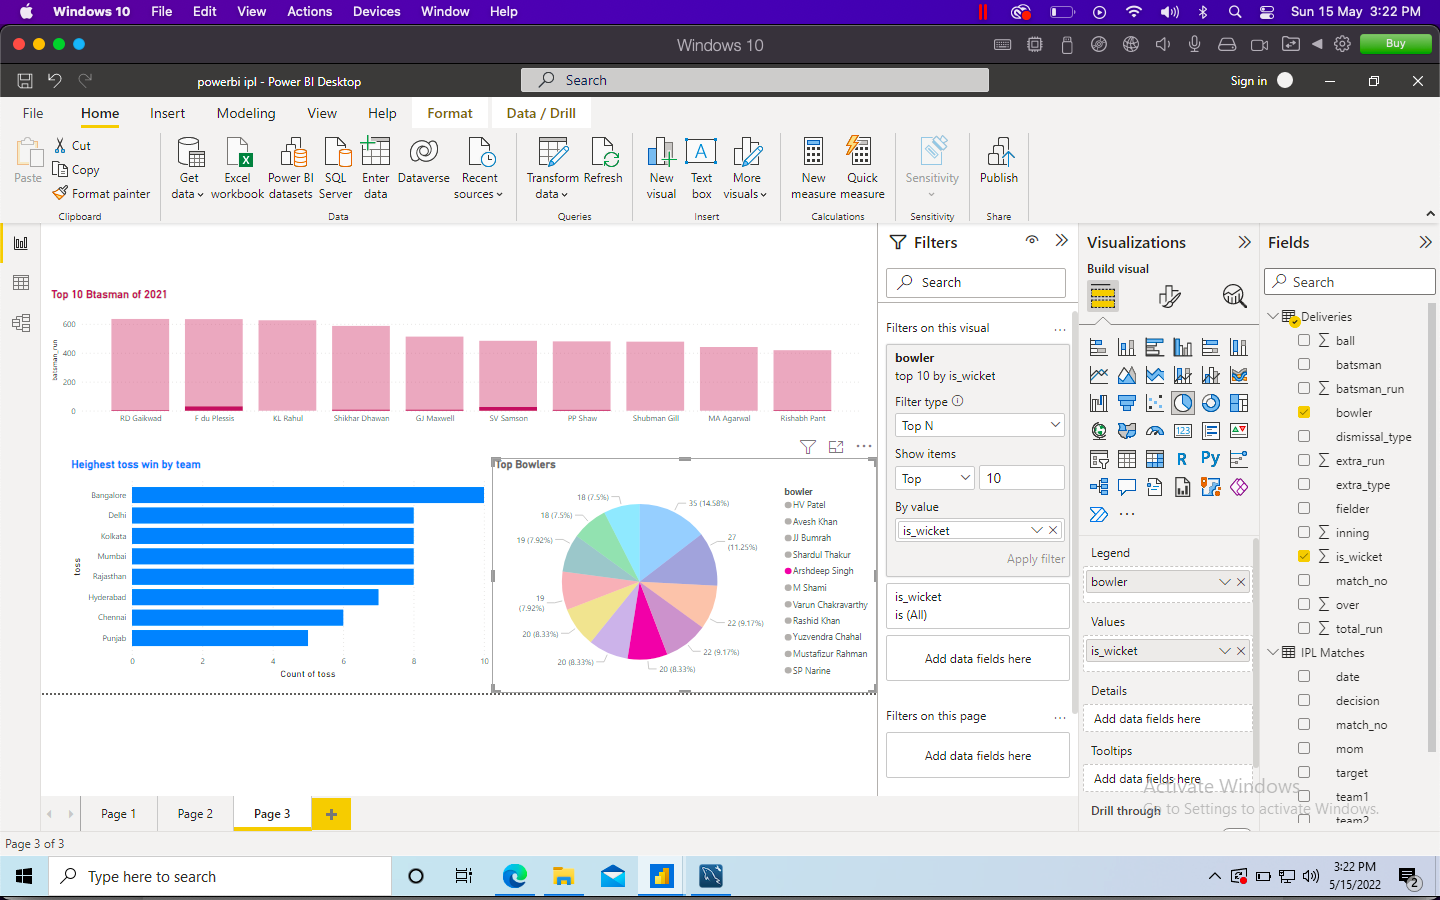 Windows 10 File Edit View Actions Devices Window Help Sun 15 May 3:22 PM
Windows 10
Buy
powerbi ipl - Power BI Desktop
Search
Sign in
File Home Insert Modeling View Help Format Data / Drill
Paste
Cut
Copy
Format painter
Clipboard
Get data
Excel workbook
Power BI datasets
SQL Server
Enter data
Dataverse
Recent sources
Data
Transform data
Refresh
Queries
New visual
Text box
More visuals
Insert
New measure
Quick measure
Calculations
Sensitivity
Sensitivity
Publish
Share
Top 10 Btasman of 2021
batsman_run
600
400
200
0
RD Gaikwad F du Plessis KL Rahul Shikhar Dhawan GJ Maxwell SV Samson PP Shaw Shubman Gill MA Agarwal Rishabh Pant
Heighest toss win by team
toss
Bangalore
Delhi
Kolkata
Mumbai
Rajasthan
Hyderabad
Chennai
Punjab
0 2 4 6 8 10
Count of toss
Top Bowlers
35 (14.58%)
27 (11.25%)
22 (9.17%)
22 (9.17%)
20 (8.33%)
20 (8.33%)
20 (8.33%)
19 (7.92%)
19 (7.92%)
18 (7.5%)
18 (7.5%)
bowler
HV Patel
Avesh Khan
JJ Bumrah
Shardul Thakur
Arshdeep Singh
M Shami
Varun Chakravarthy
Rashid Khan
Yuzvendra Chahal
Mustafizur Rahman
SP Narine
Filters
Search
Filters on this visual
bowler
top 10 by is_wicket
Filter type
Top N
Show items
Top 10
By value
is_wicket
Apply filter
is_wicket
is (All)
Add data fields here
Filters on this page
Add data fields here
Visualizations
Build visual
123
R Py
Legend
bowler
Values
is_wicket
Details
Add data fields here
Tooltips
Add data fields here
Drill through
Fields
Search
Deliveries
ball
batsman
batsman_run
bowler
dismissal_type
extra_run
extra_type
fielder
inning
is_wicket
match_no
over
total_run
IPL Matches
date
decision
match_no
mom
target
team1
team2
Activate Windows
Go to Settings to activate Windows.
Page 1 Page 2 Page 3
Page 3 of 3
Type here to search
3:22 PM
5/15/2022
2